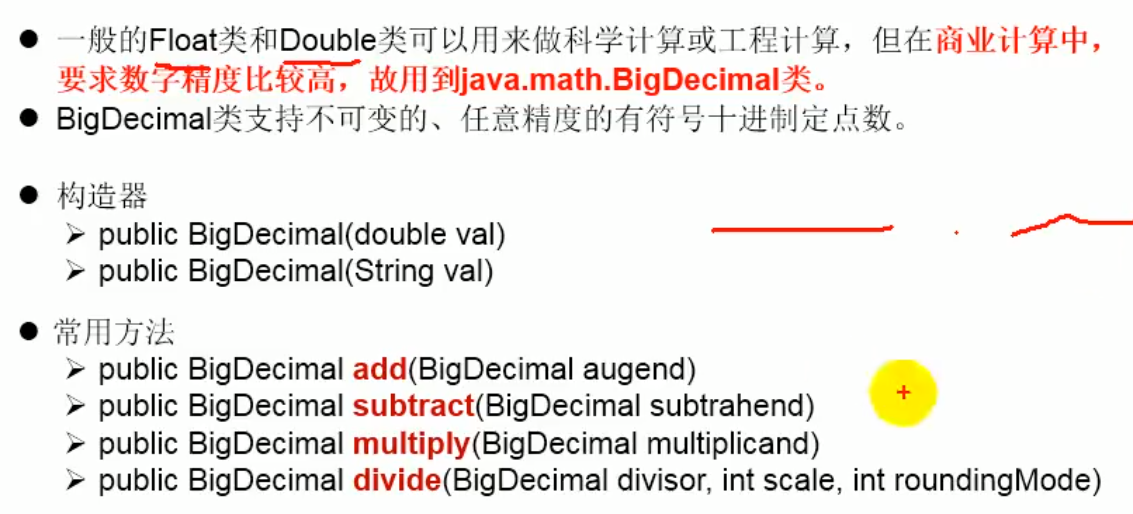 ● 一般的Float类和Double类可以用来做科学计算或工程计算，但在商业计算中，
要求数字精度比较高，故用到java.math.BigDecimal类。
● BigDecimal类支持不可变的、任意精度的有符号十进制定点数。
● 构造器
➢ public BigDecimal(double val)
➢ public BigDecimal(String val)
● 常用方法
➢ public BigDecimal add(BigDecimal augend)
➢ public BigDecimal subtract(BigDecimal subtrahend)
➢ public BigDecimal multiply(BigDecimal multiplicand)
➢ public BigDecimal divide(BigDecimal divisor, int scale, int roundingMode)